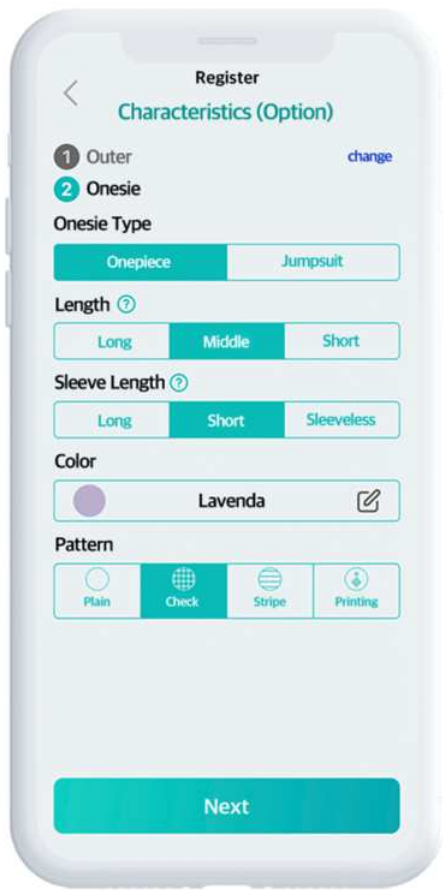 Register
Characteristics (Option)
1 Outer change
2 Onesie
Onesie Type
Onepiece Jumpsuit
Length ?
Long Middle Short
Sleeve Length ?
Long Short Sleeveless
Color
Lavenda
Pattern
Plain Check Stripe Printing
Next